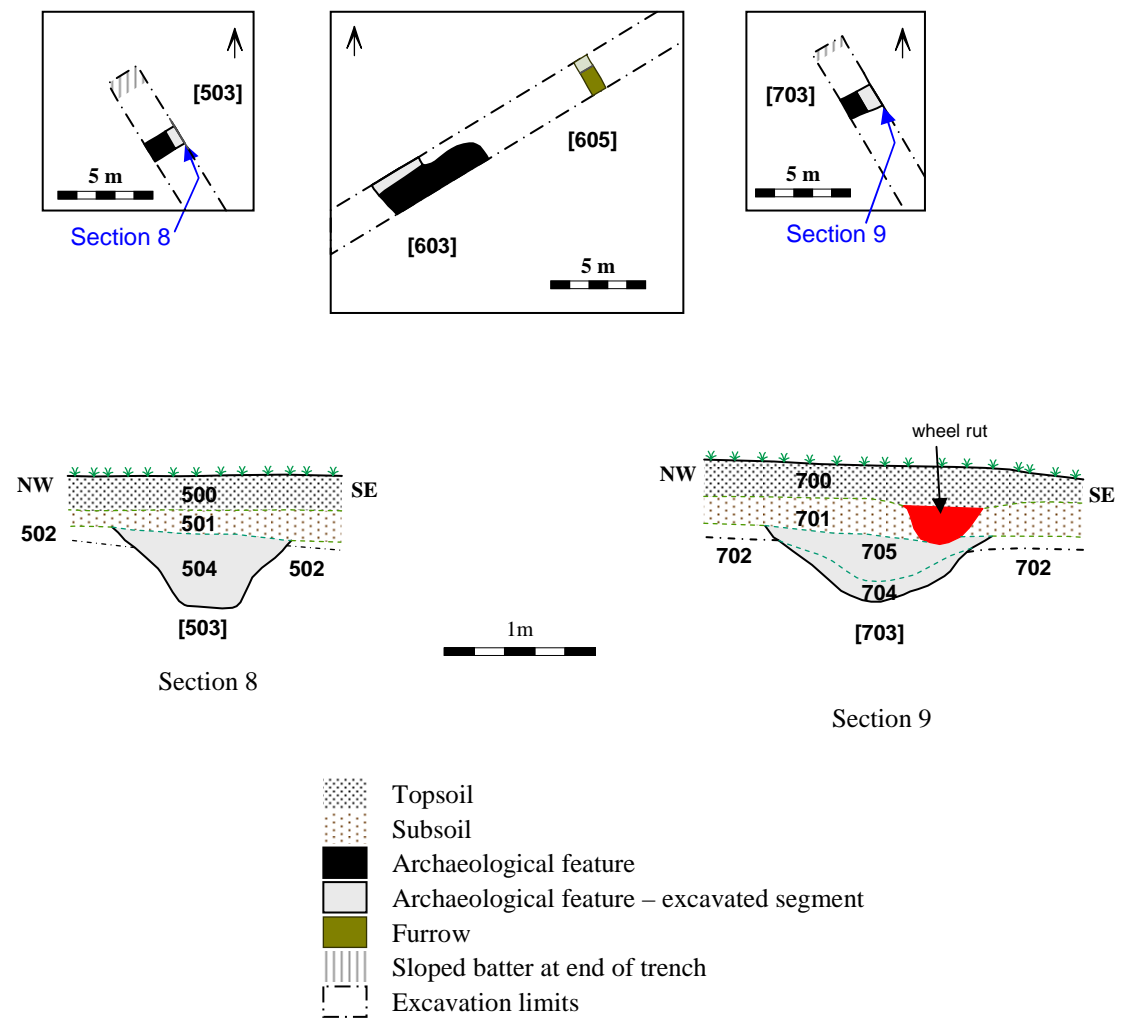 [503]
5 m
Section 8
[605]
[603]
5 m
[703]
5 m
Section 9
NW
500
SE
501
502
504
502
[503]
Section 8
1m
wheel rut
NW
700
SE
701
705
702
702
704
[703]
Section 9
Topsoil
Subsoil
Archaeological feature
Archaeological feature – excavated segment
Furrow
Sloped batter at end of trench
Excavation limits